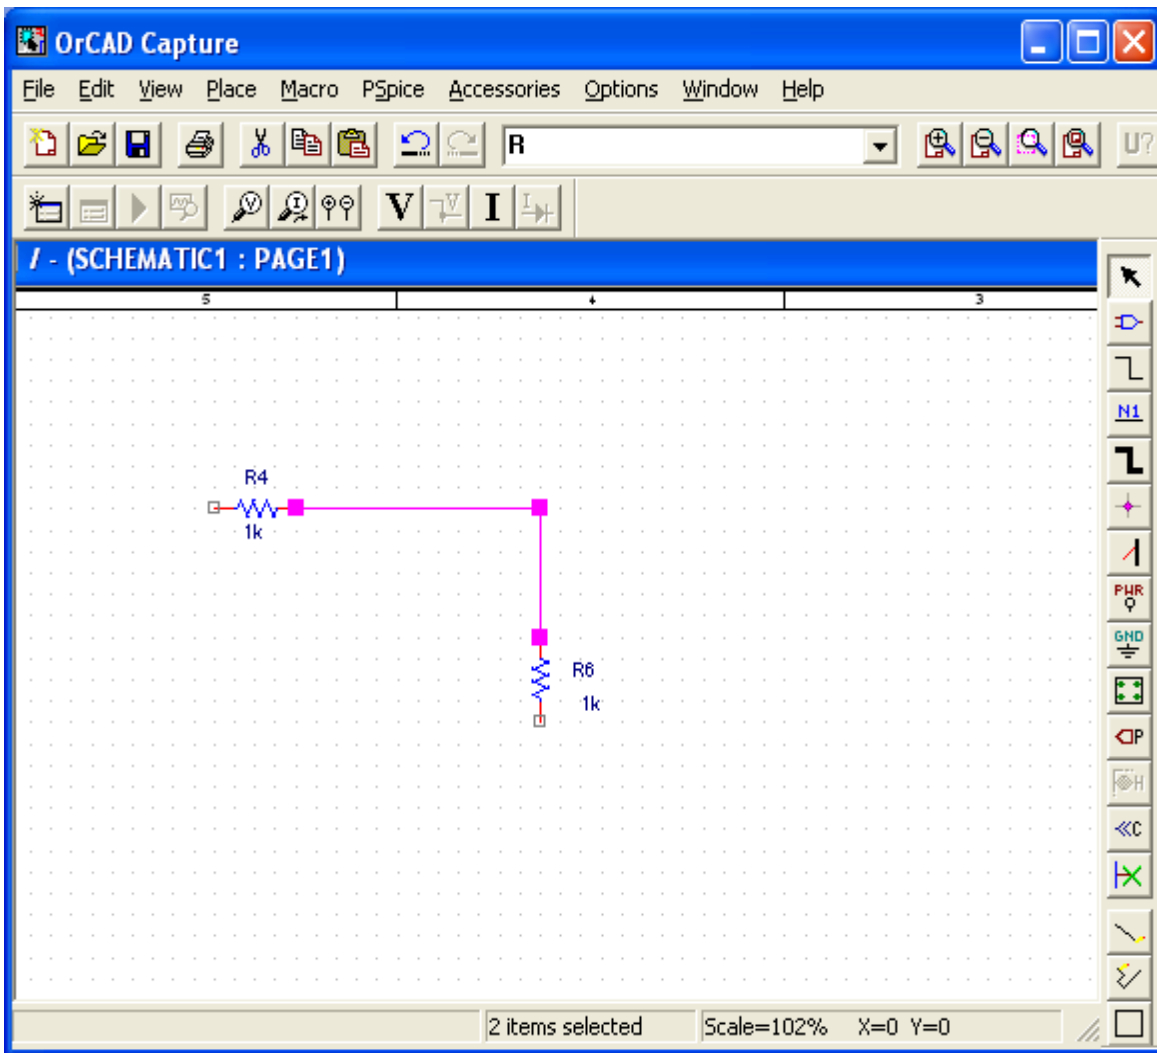 OrCAD Capture
File Edit View Place Macro PSpice Accessories Options Window Help
R
U?
V V I I
/ - (SCHEMATIC1 : PAGE1)
5 4 3
N1
R4
1k
PWR
GND
R6
1k
P
H
C
2 items selected Scale=102% X=0 Y=0